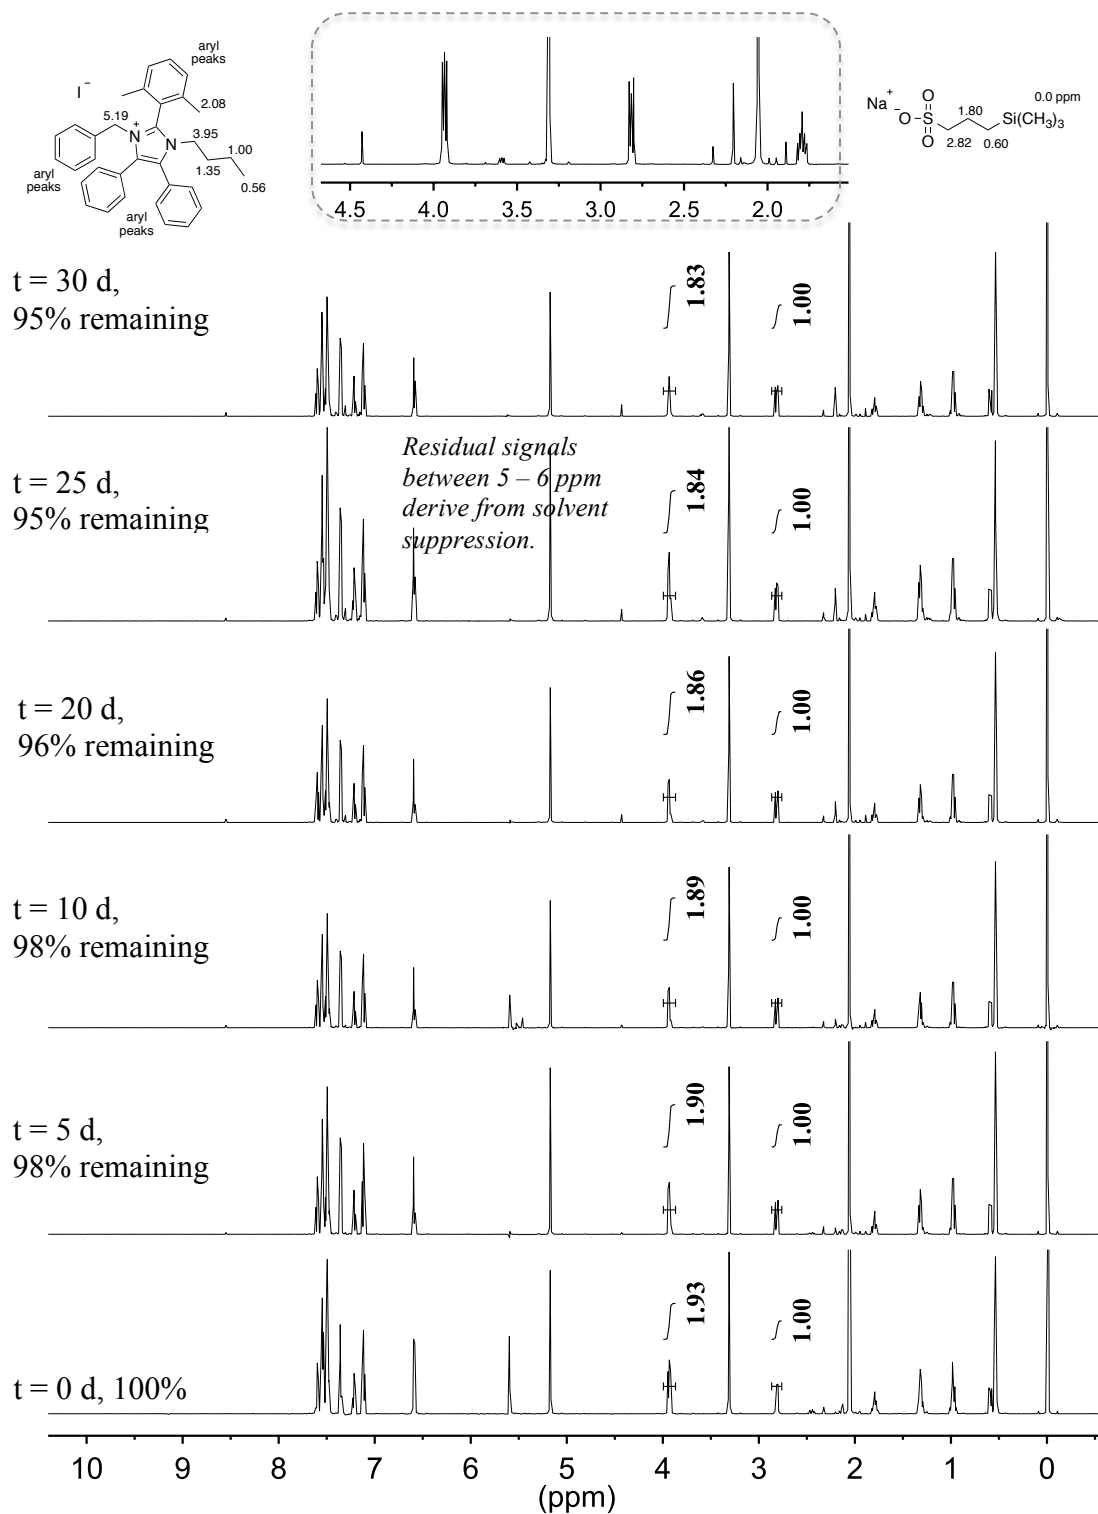 aryl
peaks
I⁻
5.19
2.08
N⁺
N
3.95
1.00
1.35
0.56
aryl
peaks
aryl
peaks
4.5 4.0 3.5 3.0 2.5 2.0
Na⁺
⁻O
O
S
O
1.80
2.82
0.60
0.0 ppm
Si(CH₃)₃
t = 30 d,
95% remaining
1.83
1.00
t = 25 d,
95% remaining
Residual signals
between 5 – 6 ppm
derive from solvent
suppression.
1.84
1.00
t = 20 d,
96% remaining
1.86
1.00
t = 10 d,
98% remaining
1.89
1.00
t = 5 d,
98% remaining
1.90
1.00
t = 0 d, 100%
1.93
1.00
10 9 8 7 6 5 4 3 2 1 0
(ppm)